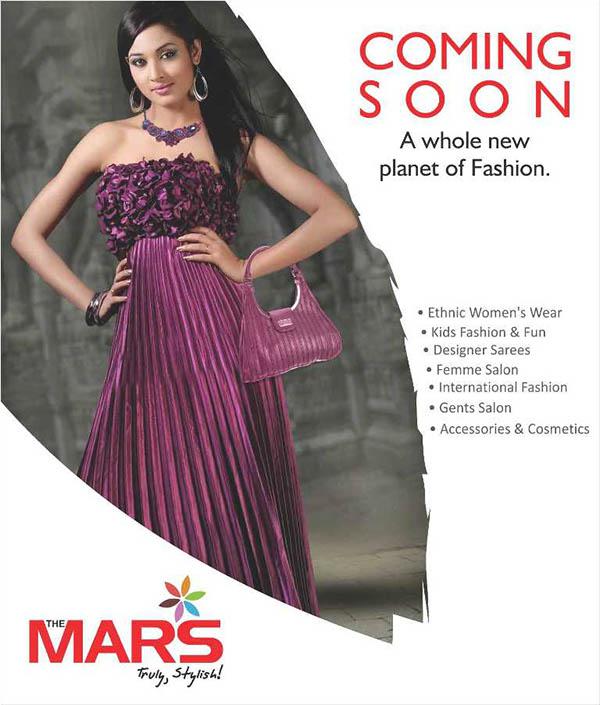 COMING
SOON
A whole new
planet of Fashion.
• Ethnic Women's Wear
• Kids Fashion & Fun
• Designer Sarees
• Femme Salon
• International Fashion
• Gents Salon
• Accessories & Cosmetics
THE
MARS
Truly, Stylish!